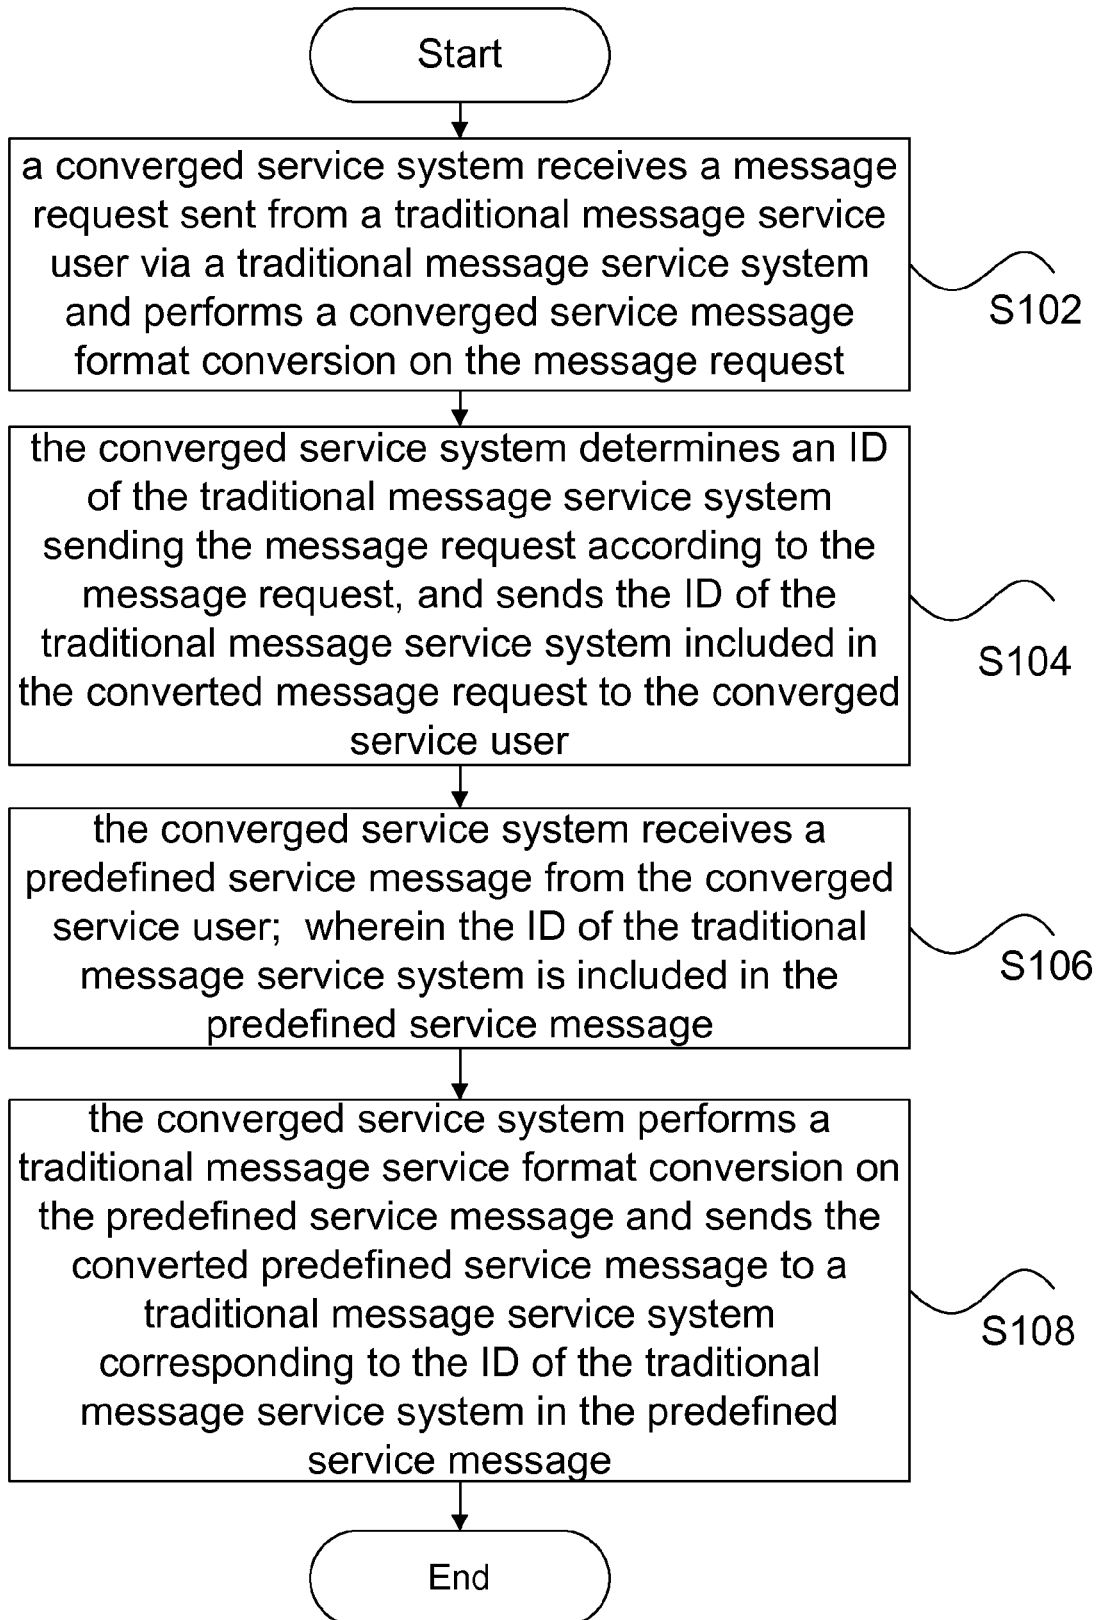 Start
a converged service system receives a message
request sent from a traditional message service
user via a traditional message service system
and performs a converged service message
format conversion on the message request
S102
the converged service system determines an ID
of the traditional message service system
sending the message request according to the
message request, and sends the ID of the
traditional message service system included in
the converted message request to the converged
service user
S104
the converged service system receives a
predefined service message from the converged
service user; wherein the ID of the traditional
message service system is included in the
predefined service message
S106
the converged service system performs a
traditional message service format conversion on
the predefined service message and sends the
converted predefined service message to a
traditional message service system
corresponding to the ID of the traditional
message service system in the predefined
service message
S108
End